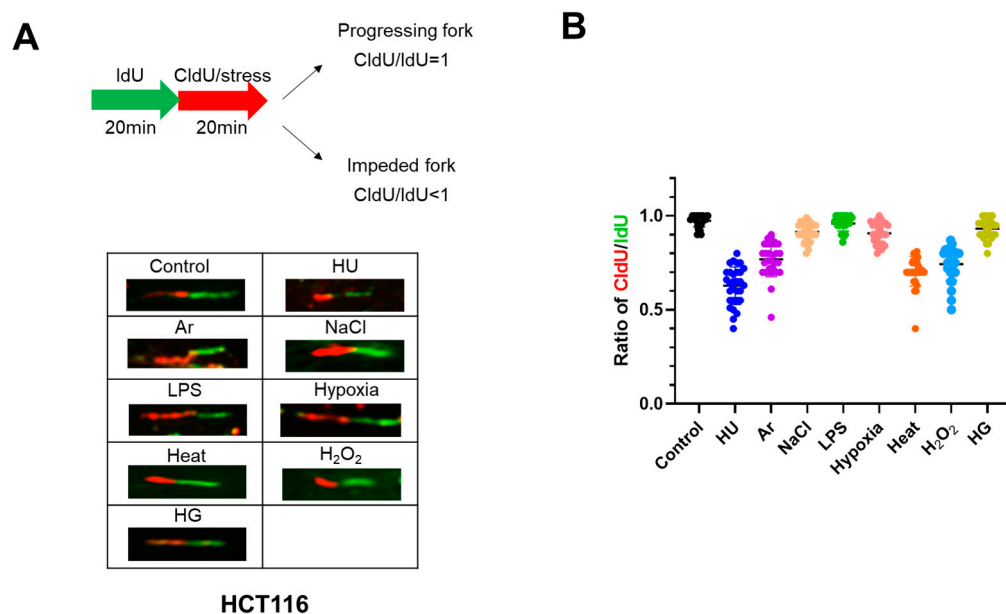 A
IdU
CldU/stress
20min
20min
Progressing fork
CldU/IdU=1
Impeded fork
CldU/IdU<1
Control
HU
Ar
NaCl
LPS
Hypoxia
Heat
H₂O₂
HG
HCT116
B
Ratio of CldU/IdU
1.0
0.5
0.0
Control
HU
Ar
NaCl
LPS
Hypoxia
Heat
H₂O₂
HG